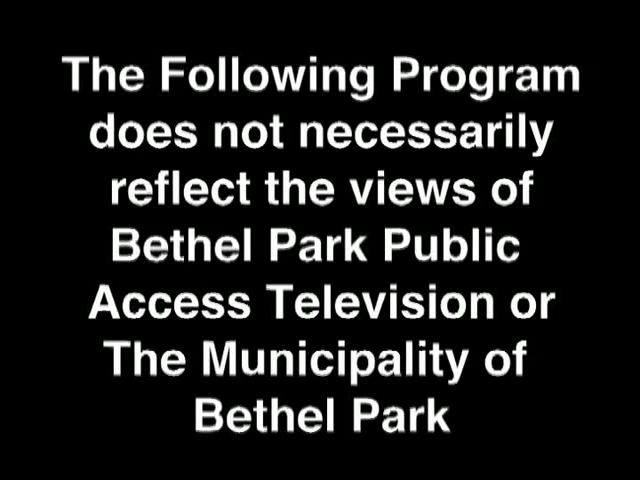 The Following Program
does not necessarily
reflect the views of
Bethel Park Public
Access Television or
The Municipality of
Bethel Park